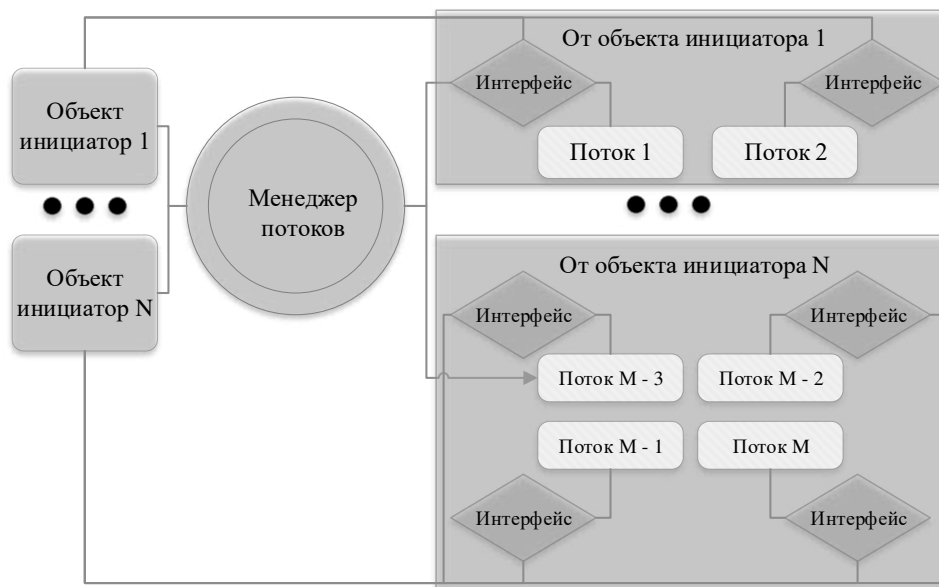 Объект
инициатор 1
Объект
инициатор N
Менеджер
потоков
От объекта инициатора 1
Интерфейс
Интерфейс
Поток 1
Поток 2
От объекта инициатора N
Интерфейс
Интерфейс
Поток M - 3
Поток M - 2
Поток M - 1
Поток M
Интерфейс
Интерфейс